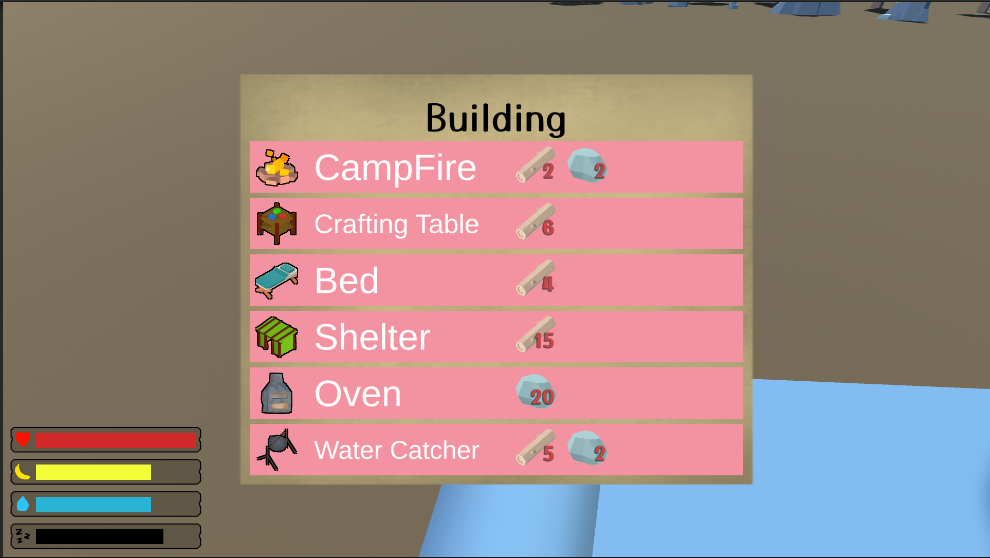 Building
CampFire 2 2
Crafting Table 6
Bed 4
Shelter 15
Oven 20
Water Catcher 5 2
z z z